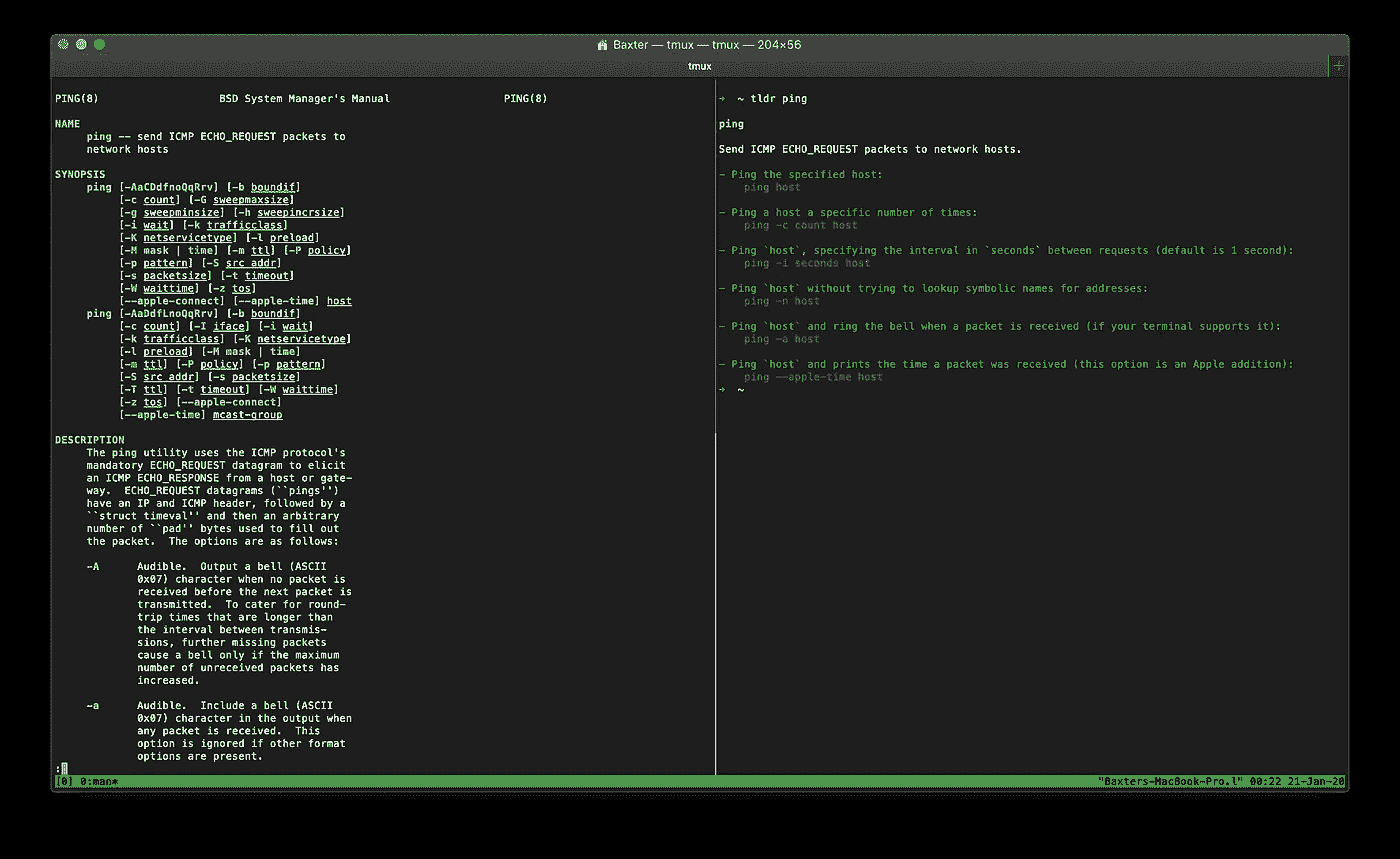 Baxter — tmux — tmux — 204×56
tmux
+
PING(8) BSD System Manager's Manual PING(8)
NAME
ping -- send ICMP ECHO_REQUEST packets to
network hosts
SYNOPSIS
ping [-AaCDdfnoQqRrv] [-b boundif]
[-c count] [-G sweepmaxsize]
[-g sweepminsize] [-h sweepincrsize]
[-i wait] [-k trafficclass]
[-K netservicetype] [-l preload]
[-M mask | time] [-m ttl] [-P policy]
[-p pattern] [-S src_addr]
[-s packetsize] [-t timeout]
[-W waittime] [-z tos]
[--apple-connect] [--apple-time] host
ping [-AaDdfLnoQqRrv] [-b boundif]
[-c count] [-I iface] [-i wait]
[-k trafficclass] [-K netservicetype]
[-l preload] [-M mask | time]
[-m ttl] [-P policy] [-p pattern]
[-S src_addr] [-s packetsize]
[-T ttl] [-t timeout] [-W waittime]
[-z tos] [--apple-connect]
[--apple-time] mcast-group
DESCRIPTION
The ping utility uses the ICMP protocol's
mandatory ECHO_REQUEST datagram to elicit
an ICMP ECHO_RESPONSE from a host or gate-
way. ECHO_REQUEST datagrams (``pings'')
have an IP and ICMP header, followed by a
``struct timeval'' and then an arbitrary
number of ``pad'' bytes used to fill out
the packet. The options are as follows:
-A Audible. Output a bell (ASCII
0x07) character when no packet is
received before the next packet is
transmitted. To cater for round-
trip times that are longer than
the interval between transmis-
sions, further missing packets
cause a bell only if the maximum
number of unreceived packets has
increased.
-a Audible. Include a bell (ASCII
0x07) character in the output when
any packet is received. This
option is ignored if other format
options are present.
:
→ ~ tldr ping
ping
Send ICMP ECHO_REQUEST packets to network hosts.
- Ping the specified host:
ping host
- Ping a host a specific number of times:
ping -c count host
- Ping `host`, specifying the interval in `seconds` between requests (default is 1 second):
ping -i seconds host
- Ping `host` without trying to lookup symbolic names for addresses:
ping -n host
- Ping `host` and ring the bell when a packet is received (if your terminal supports it):
ping -a host
- Ping `host` and prints the time a packet was received (this option is an Apple addition):
ping --apple-time host
→ ~
[0] 0:man* "Baxters-MacBook-Pro.l" 00:22 21-Jan-20